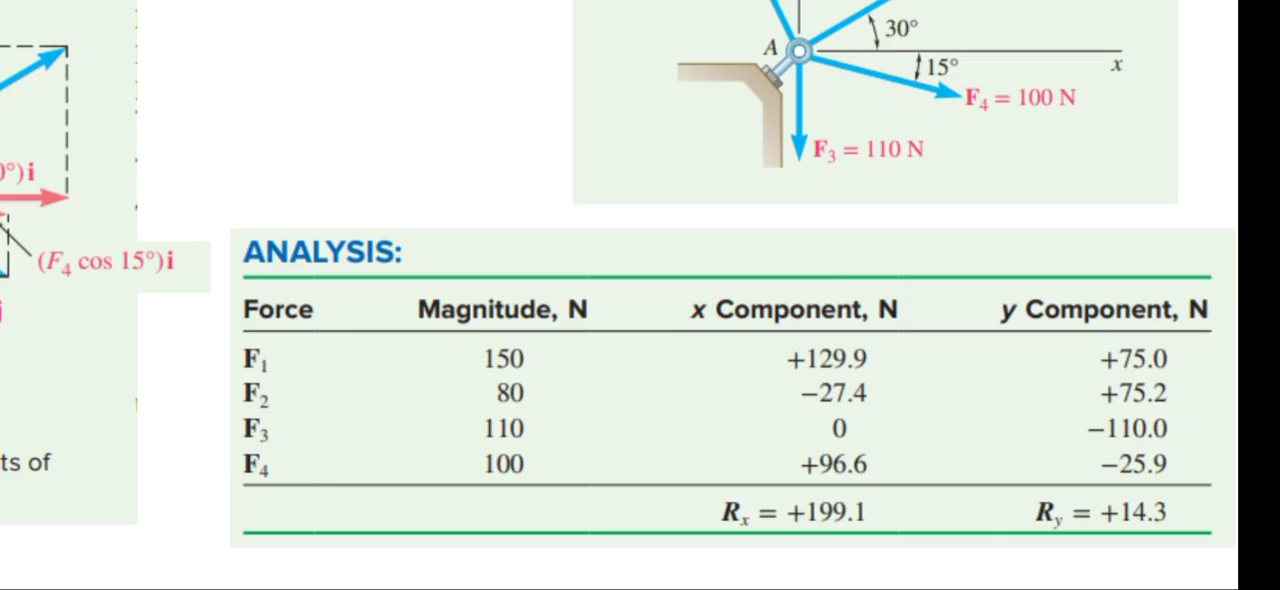 30°
A
15°
x
F₄ = 100 N
F₃ = 110 N
0°)i
(F₄ cos 15°)i
ts of
ANALYSIS:
Force Magnitude, N x Component, N y Component, N
F₁ 150 +129.9 +75.0
F₂ 80 −27.4 +75.2
F₃ 110 0 −110.0
F₄ 100 +96.6 −25.9
Rₓ = +199.1 Rᵧ = +14.3